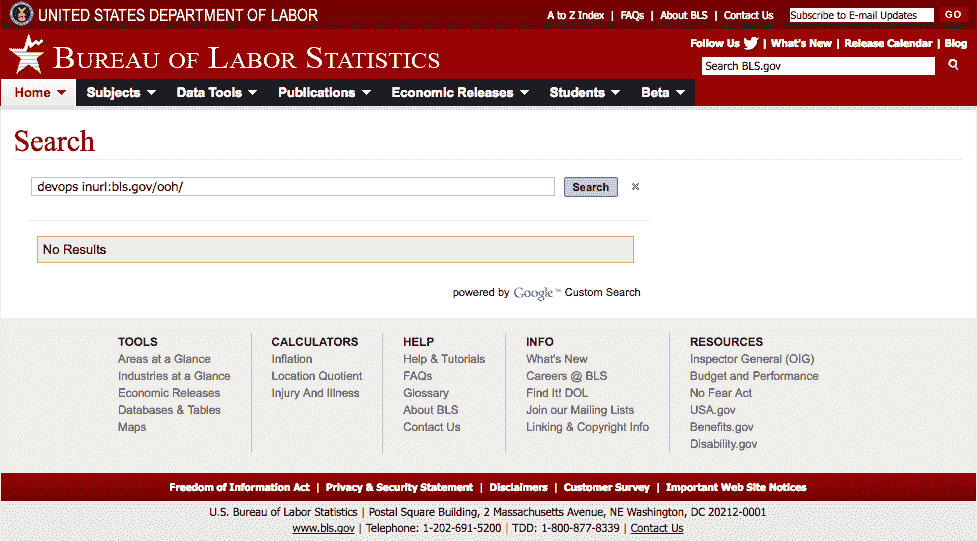 UNITED STATES DEPARTMENT OF LABOR
A to Z Index | FAQs | About BLS | Contact Us
Subscribe to E-mail Updates GO
BUREAU OF LABOR STATISTICS
Follow Us | What's New | Release Calendar | Blog
Search BLS.gov
Home Subjects Data Tools Publications Economic Releases Students Beta
Search
devops inurl:bls.gov/ooh/ Search x
No Results
powered by Google™ Custom Search
TOOLS
Areas at a Glance
Industries at a Glance
Economic Releases
Databases & Tables
Maps
CALCULATORS
Inflation
Location Quotient
Injury And Illness
HELP
Help & Tutorials
FAQs
Glossary
About BLS
Contact Us
INFO
What's New
Careers @ BLS
Find It! DOL
Join our Mailing Lists
Linking & Copyright Info
RESOURCES
Inspector General (OIG)
Budget and Performance
No Fear Act
USA.gov
Benefits.gov
Disability.gov
Freedom of Information Act | Privacy & Security Statement | Disclaimers | Customer Survey | Important Web Site Notices
U.S. Bureau of Labor Statistics | Postal Square Building, 2 Massachusetts Avenue, NE Washington, DC 20212-0001
www.bls.gov | Telephone: 1-202-691-5200 | TDD: 1-800-877-8339 | Contact Us